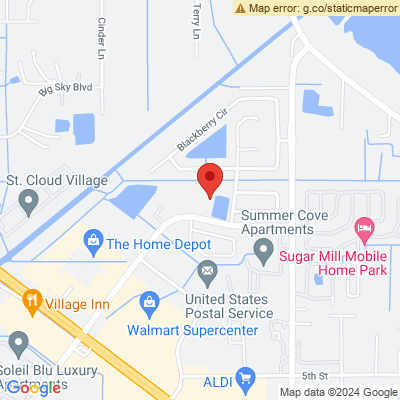 Map error: g.co/staticmaperror
Cinder Ln
Terry Ln
Big Sky Blvd
Blackberry Cir
St. Cloud Village
The Home Depot
Summer Cove
Apartments
Sugar Mill Mobile
Home Park
Village Inn
United States
Postal Service
Walmart Supercenter
Soleil Blu Luxury
Apartments
ALDI
5th St
Google
Map data ©2024 Google